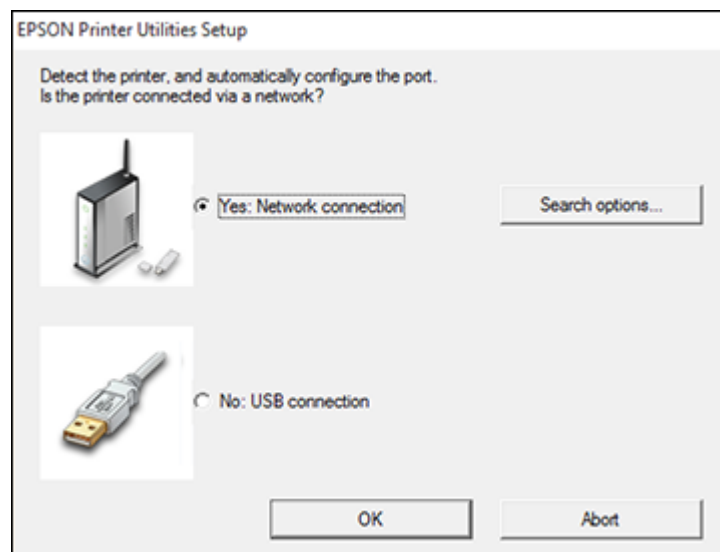 EPSON Printer Utilities Setup
Detect the printer, and automatically configure the port.
Is the printer connected via a network?
Yes: Network connection
Search options...
No: USB connection
OK
Abort